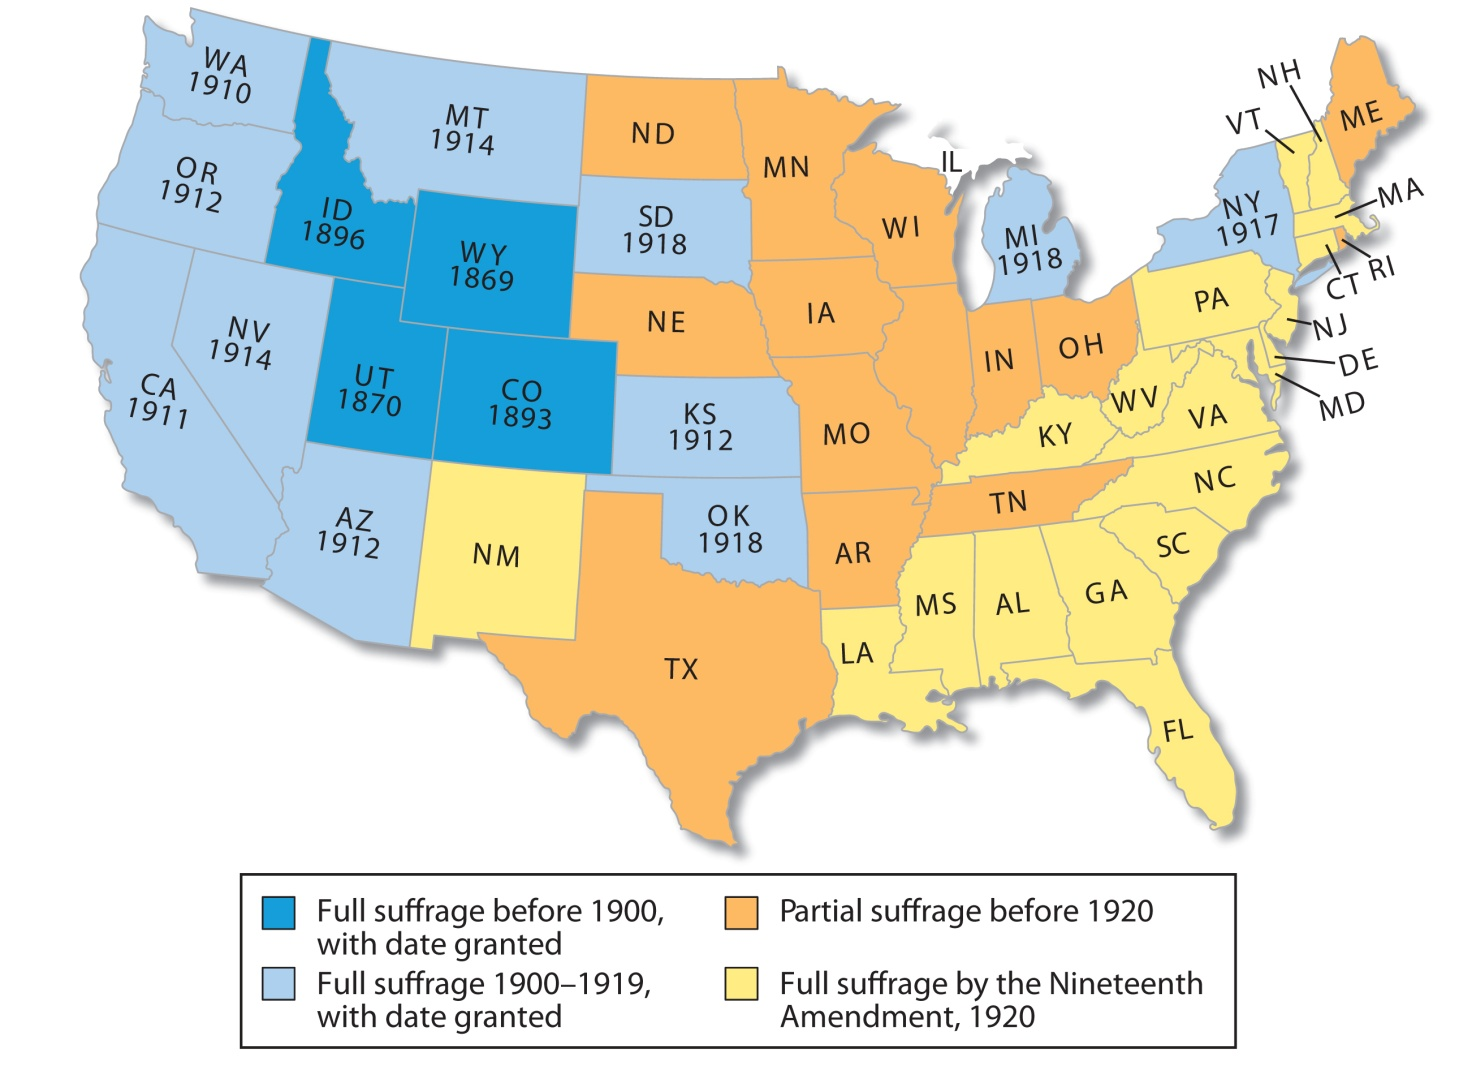 WA
1910
MT
1914
ND
MN
IL
NH
VT
ME
OR
1912
ID
1896
WY
1869
SD
1918
WI
MI
1918
NY
1917
MA
CT
RI
NV
1914
NE
IA
IN
OH
PA
NJ
DE
MD
CA
1911
UT
1870
CO
1893
KS
1912
MO
KY
WV
VA
AZ
1912
NM
OK
1918
AR
TN
NC
SC
TX
LA
MS
AL
GA
FL
Full suffrage before 1900,
with date granted
Full suffrage 1900–1919,
with date granted
Partial suffrage before 1920
Full suffrage by the Nineteenth
Amendment, 1920